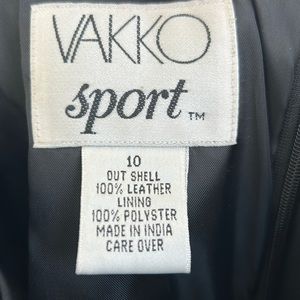 VAKKO
sport™
10
OUT SHELL
100% LEATHER
LINING
100% POLYSTER
MADE IN INDIA
CARE OVER